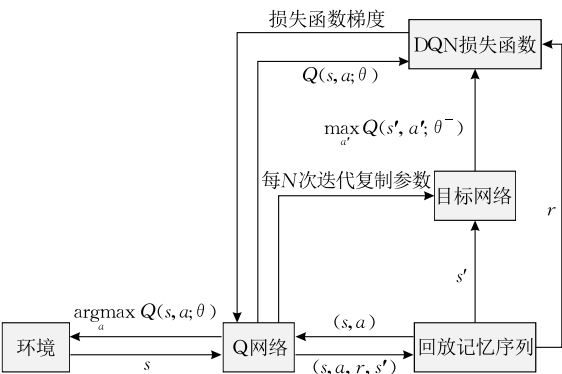 损失函数梯度
DQN损失函数
Q(s,a;θ)
max Q(s′,a′;θ⁻)
a′
每N次迭代复制参数
目标网络
r
s′
argmax Q(s,a;θ)
a
(s,a)
环境
Q网络
回放记忆序列
s
(s,a,r,s′)